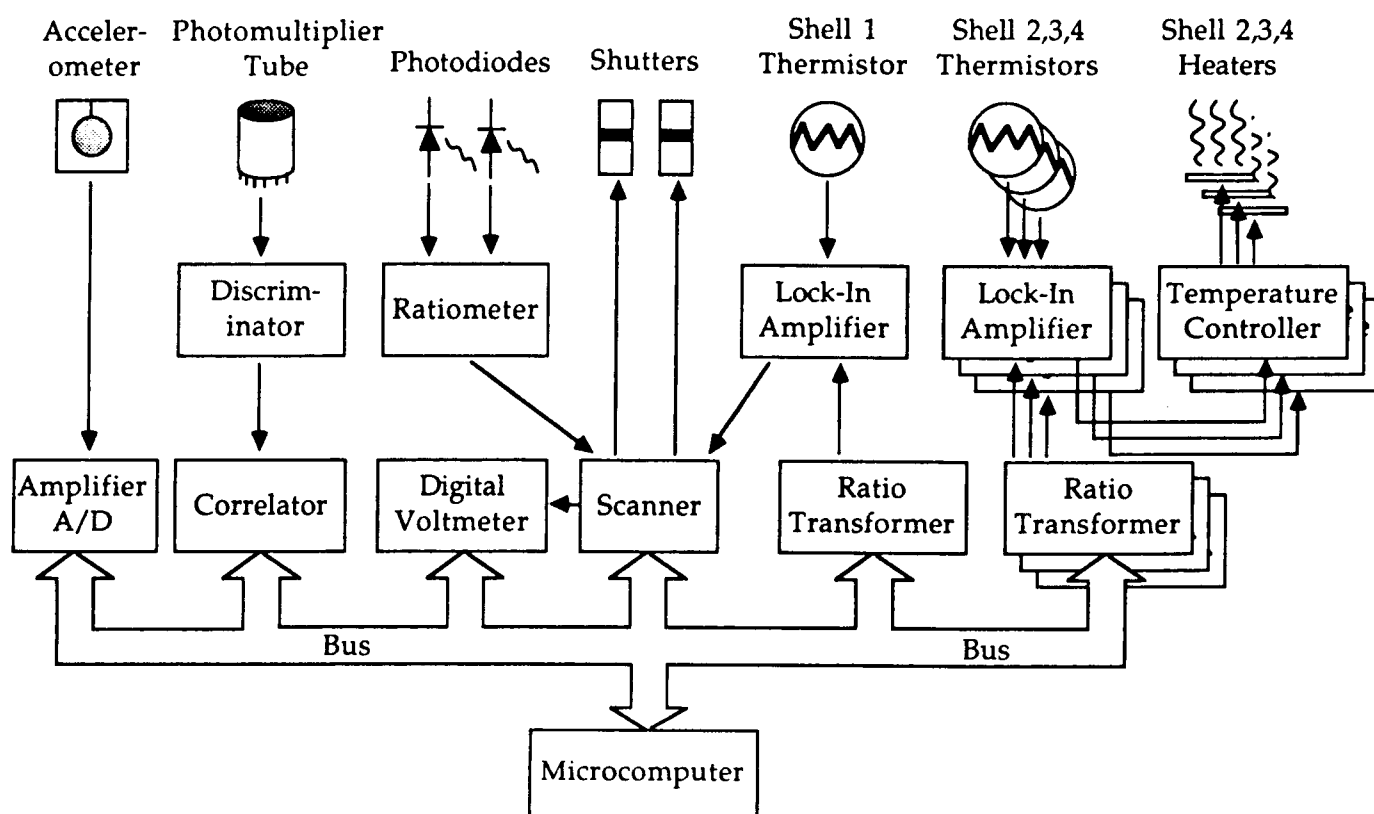 Acceler-
ometer
Photomultiplier
Tube
Photodiodes
Shutters
Shell 1
Thermistor
Shell 2,3,4
Thermistors
Shell 2,3,4
Heaters
Discrim-
inator
Ratiometer
Lock-In
Amplifier
Lock-In
Amplifier
Temperature
Controller
Amplifier
A/D
Correlator
Digital
Voltmeter
Scanner
Ratio
Transformer
Ratio
Transformer
Bus
Bus
Microcomputer